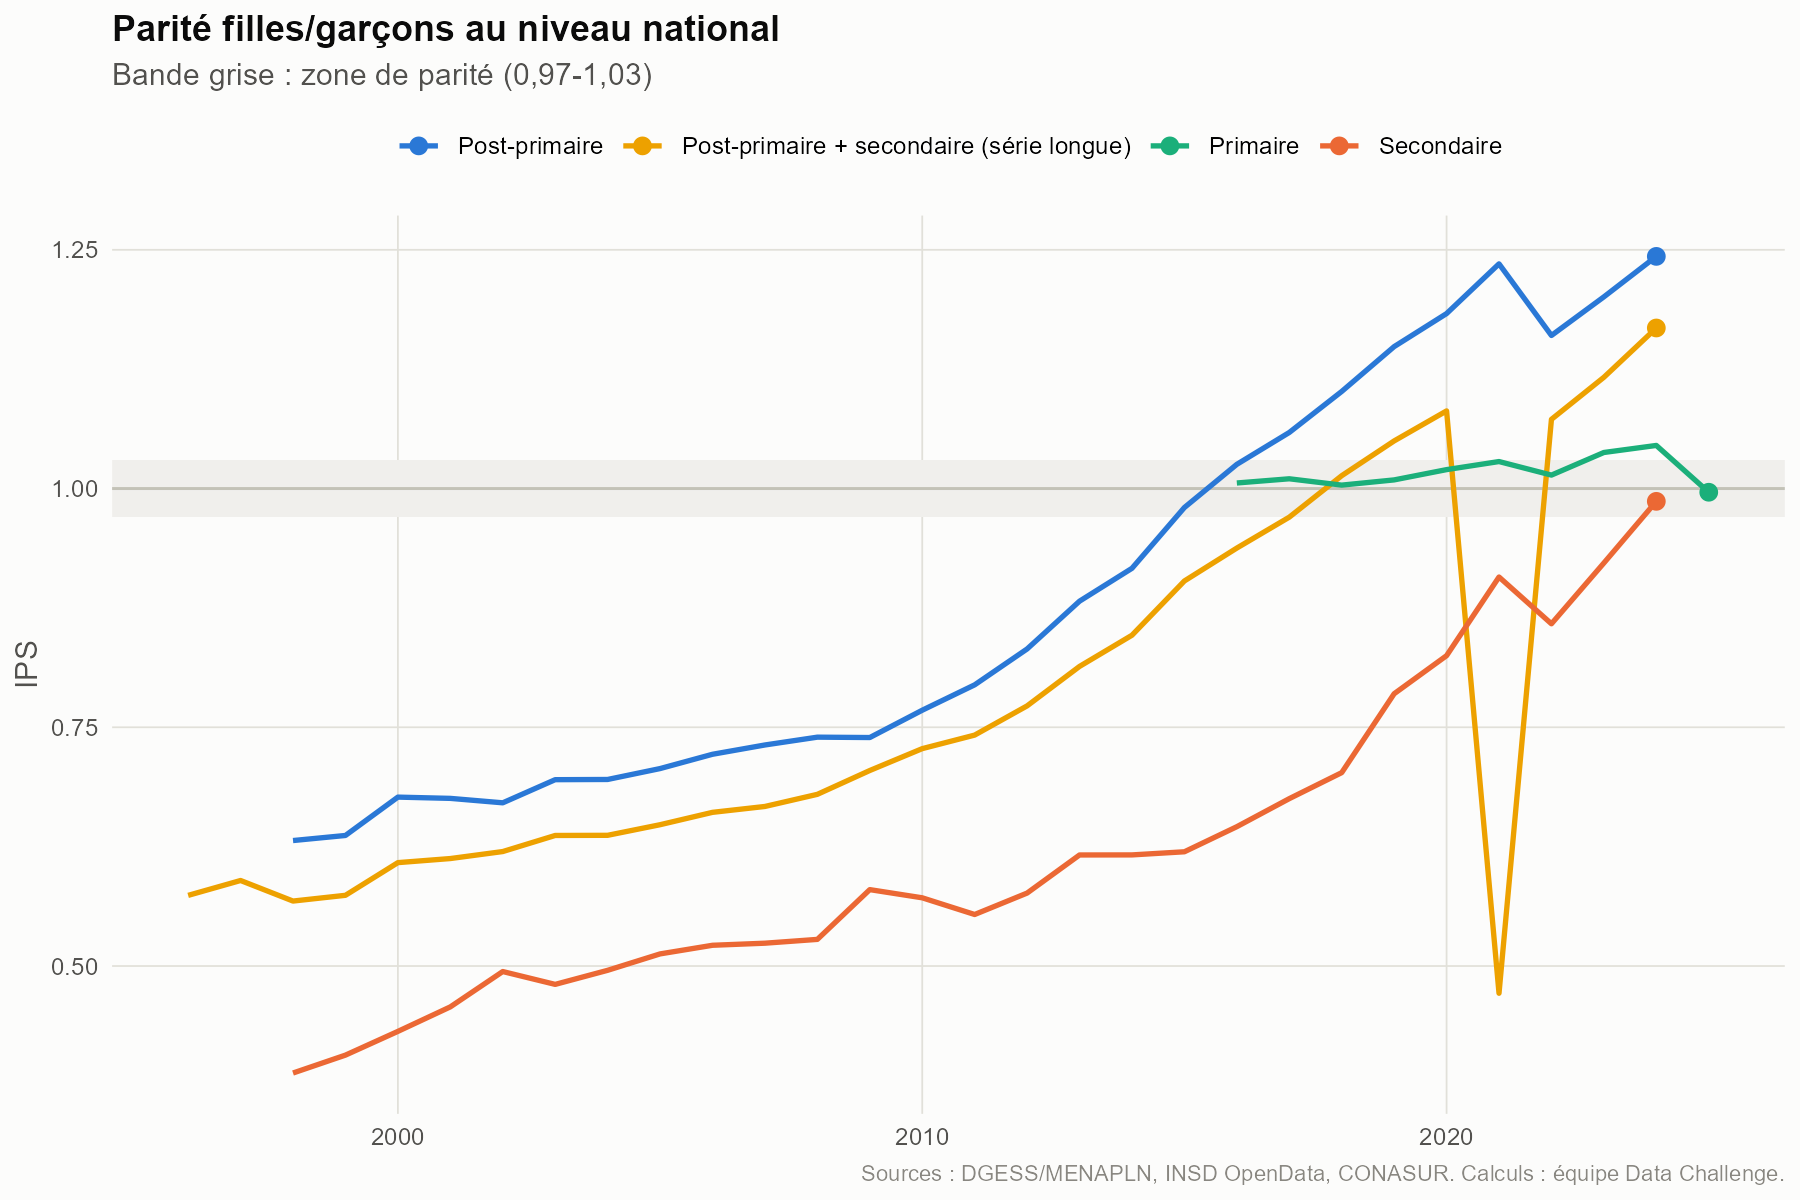 Parité filles/garçons au niveau national
Bande grise : zone de parité (0,97-1,03)
Post-primaire Post-primaire + secondaire (série longue) Primaire Secondaire
1.25
1.00
0.75
0.50
IPS
2000 2010 2020
Sources : DGESS/MENAPLN, INSD OpenData, CONASUR. Calculs : équipe Data Challenge.